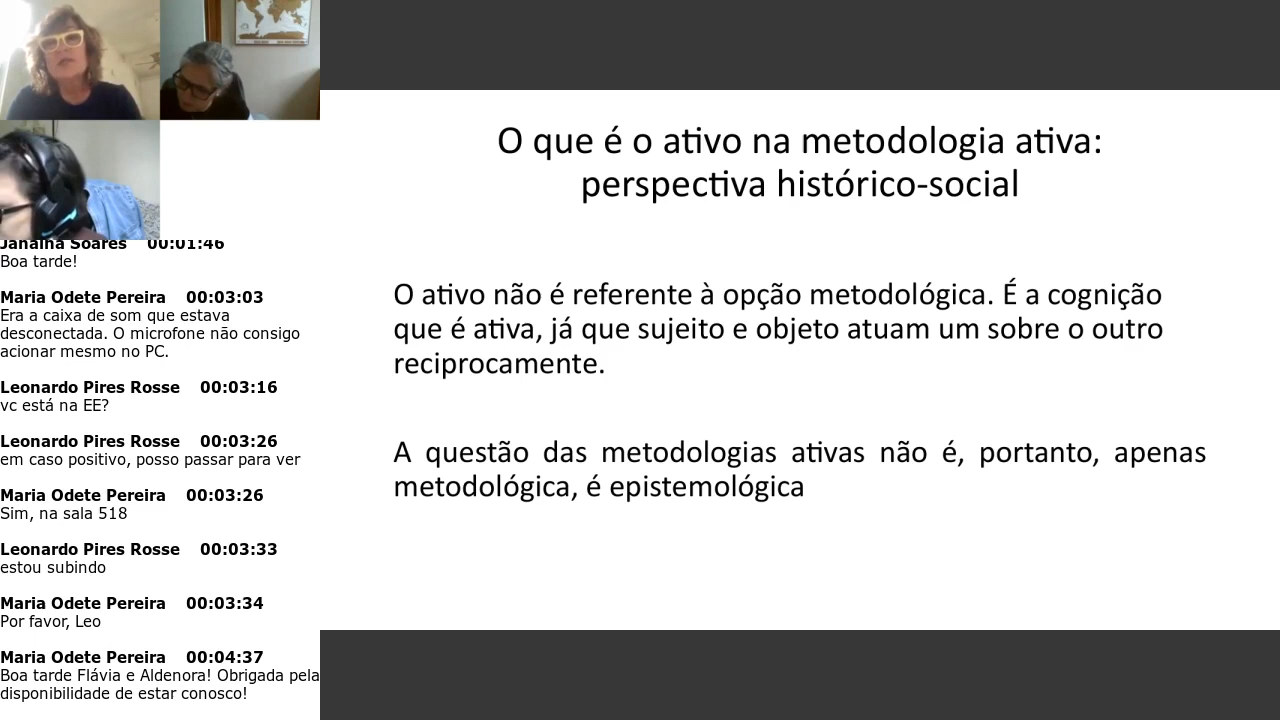 Janaina Soares 00:01:46
Boa tarde!
Maria Odete Pereira 00:03:03
Era a caixa de som que estava
desconectada. O microfone não consigo
acionar mesmo no PC.
Leonardo Pires Rosse 00:03:16
vc está na EE?
Leonardo Pires Rosse 00:03:26
em caso positivo, posso passar para ver
Maria Odete Pereira 00:03:26
Sim, na sala 518
Leonardo Pires Rosse 00:03:33
estou subindo
Maria Odete Pereira 00:03:34
Por favor, Leo
Maria Odete Pereira 00:04:37
Boa tarde Flávia e Aldenora! Obrigada pela
disponibilidade de estar conosco!
O que é o ativo na metodologia ativa:
perspectiva histórico-social
O ativo não é referente à opção metodológica. É a cognição
que é ativa, já que sujeito e objeto atuam um sobre o outro
reciprocamente.
A questão das metodologias ativas não é, portanto, apenas
metodológica, é epistemológica